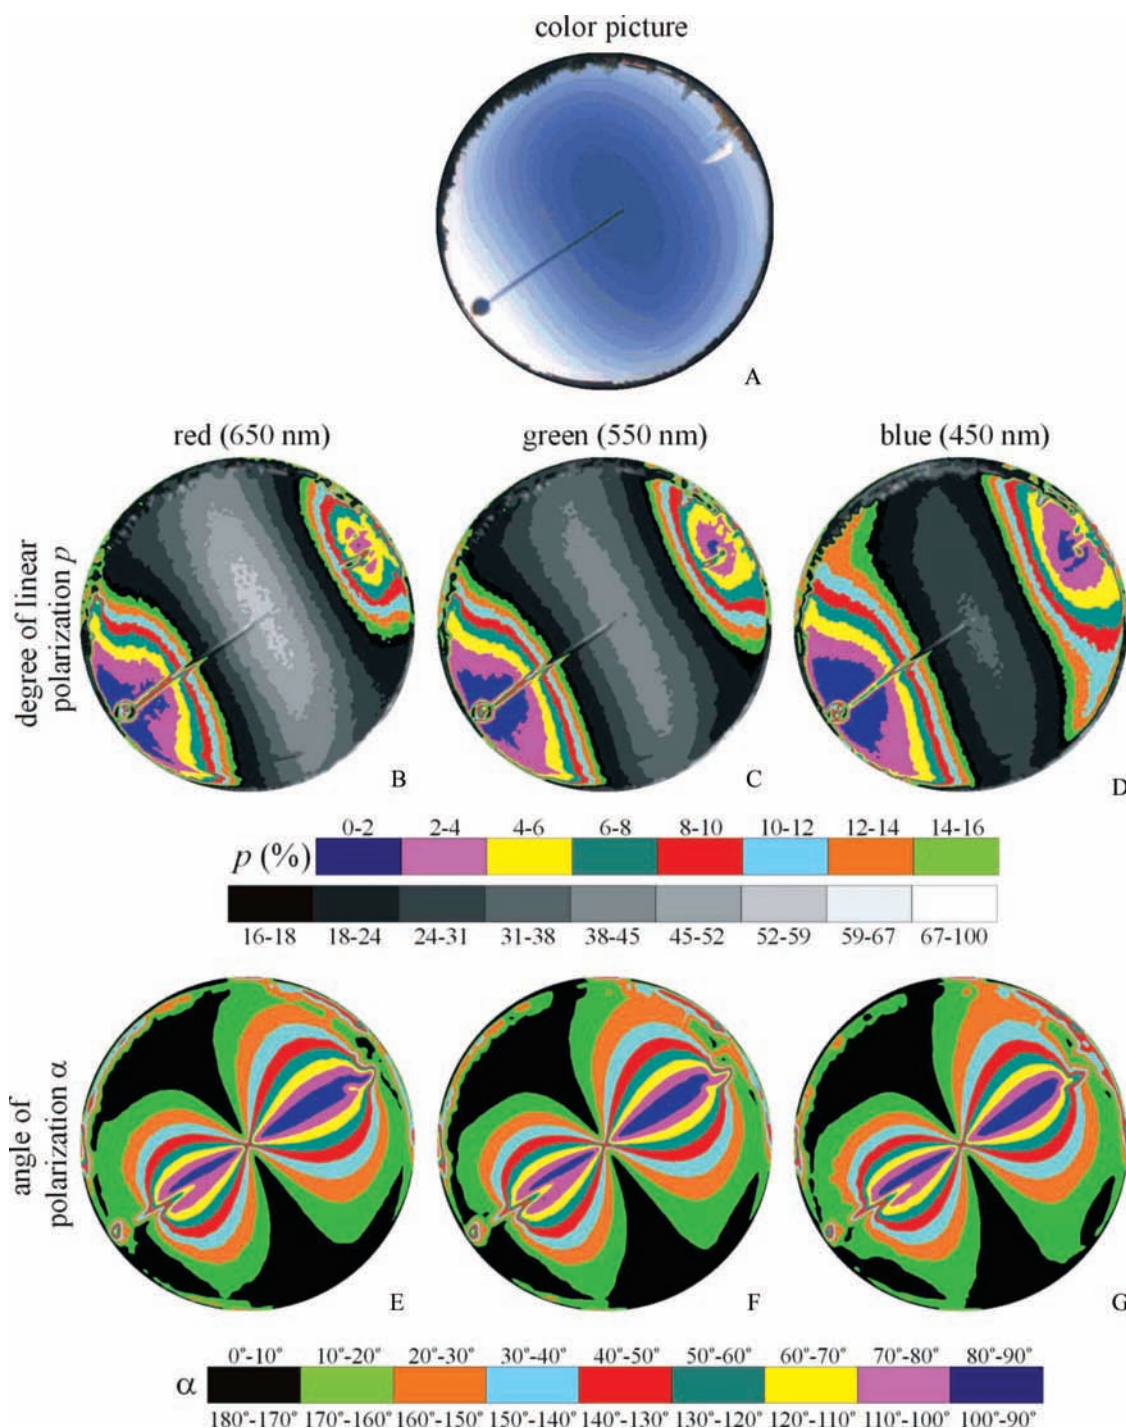 color picture
A
red (650 nm)
green (550 nm)
blue (450 nm)
degree of linear
polarization p
B
C
D
0-2 2-4 4-6 6-8 8-10 10-12 12-14 14-16
p (%)
16-18 18-24 24-31 31-38 38-45 45-52 52-59 59-67 67-100
angle of
polarization α
E
F
G
0°-10° 10°-20° 20°-30° 30°-40° 40°-50° 50°-60° 60°-70° 70°-80° 80°-90°
α
180°-170° 170°-160° 160°-150° 150°-140° 140°-130° 130°-120° 120°-110° 110°-100° 100°-90°